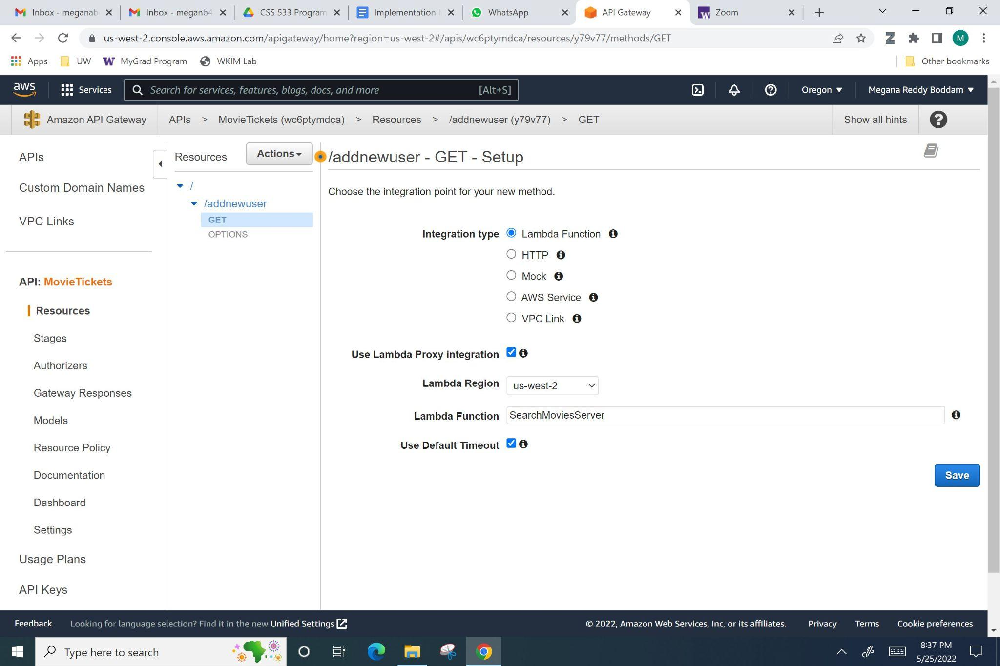 Inbox - meganab
Inbox - meganb4
CSS 533 Program
Implementation
WhatsApp
API Gateway
Zoom
us-west-2.console.aws.amazon.com/apigateway/home?region=us-west-2#/apis/wc6ptymdca/resources/y79v77/methods/GET
M
Apps
UW
MyGrad Program
WKIM Lab
Other bookmarks
aws
Services
Search for services, features, blogs, docs, and more
[Alt+S]
Oregon
Megana Reddy Boddam
Amazon API Gateway
APIs > MovieTickets (wc6ptymdca) > Resources > /addnewuser (y79v77) > GET
Show all hints
APIs
Custom Domain Names
VPC Links
API: MovieTickets
Resources
Stages
Authorizers
Gateway Responses
Models
Resource Policy
Documentation
Dashboard
Settings
Usage Plans
API Keys
Resources
Actions
/
/addnewuser
GET
OPTIONS
/addnewuser - GET - Setup
Choose the integration point for your new method.
Integration type
Lambda Function
HTTP
Mock
AWS Service
VPC Link
Use Lambda Proxy integration
Lambda Region
us-west-2
Lambda Function
SearchMoviesServer
Use Default Timeout
Save
Feedback
Looking for language selection? Find it in the new Unified Settings
© 2022, Amazon Web Services, Inc. or its affiliates.
Privacy
Terms
Cookie preferences
Type here to search
8:37 PM
5/25/2022